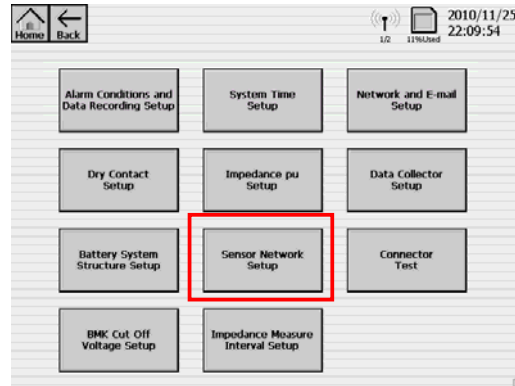 Home Back 1/2 11%Used 2010/11/25
22:09:54
Alarm Conditions and
Data Recording Setup
System Time
Setup
Network and E-mail
Setup
Dry Contact
Setup
Impedance pu
Setup
Data Collector
Setup
Battery System
Structure Setup
Sensor Network
Setup
Connector
Test
BMK Cut Off
Voltage Setup
Impedance Measure
Interval Setup